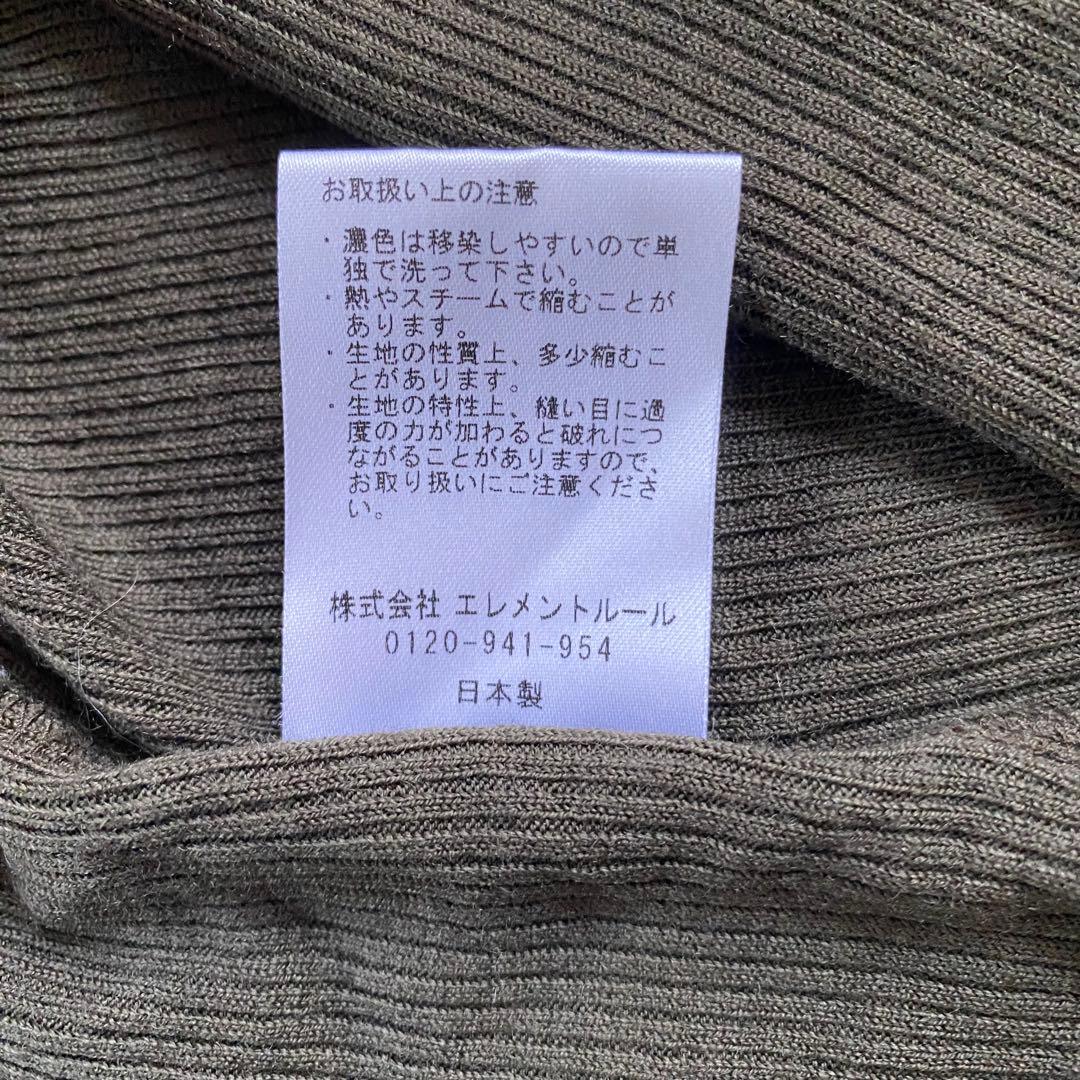 お取扱い上の注意
・濃色は移染しやすいので単
独で洗って下さい。
・熱やスチームで縮むことが
あります。
・生地の性質上、多少縮むこ
とがあります。
・生地の特性上、縫い目に過
度の力が加わると破れにつ
ながることがありますので、
お取り扱いにご注意くださ
い。
株式会社 エレメントルール
0120-941-954
日本製